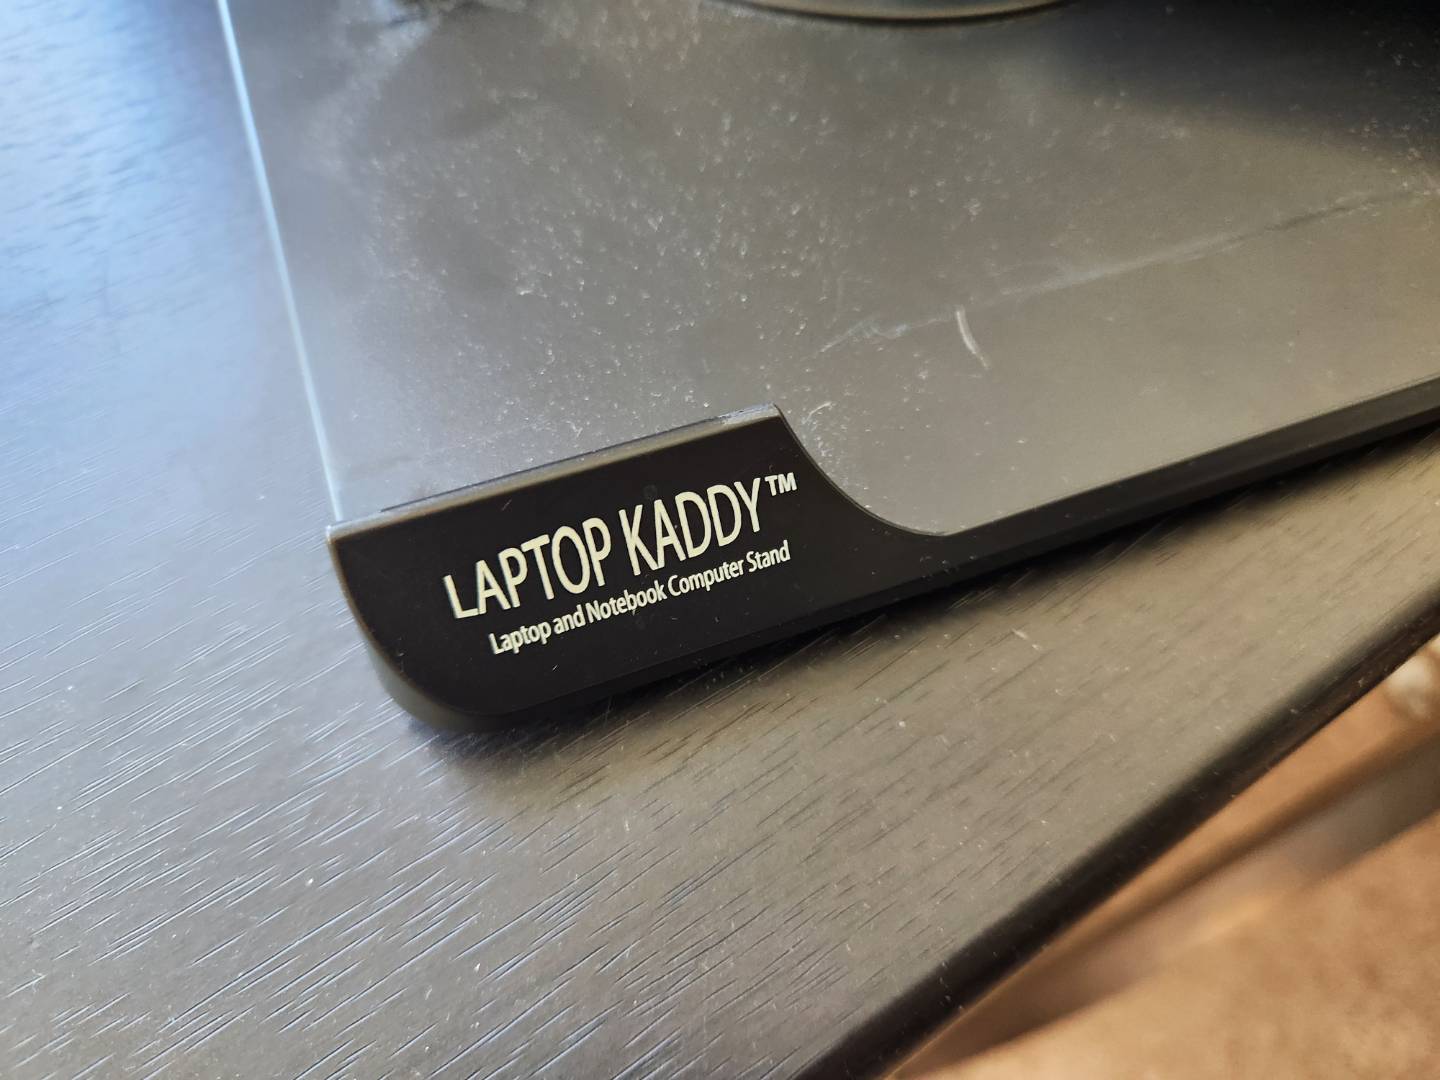 LAPTOP KADDY™
Laptop and Notebook Computer Stand